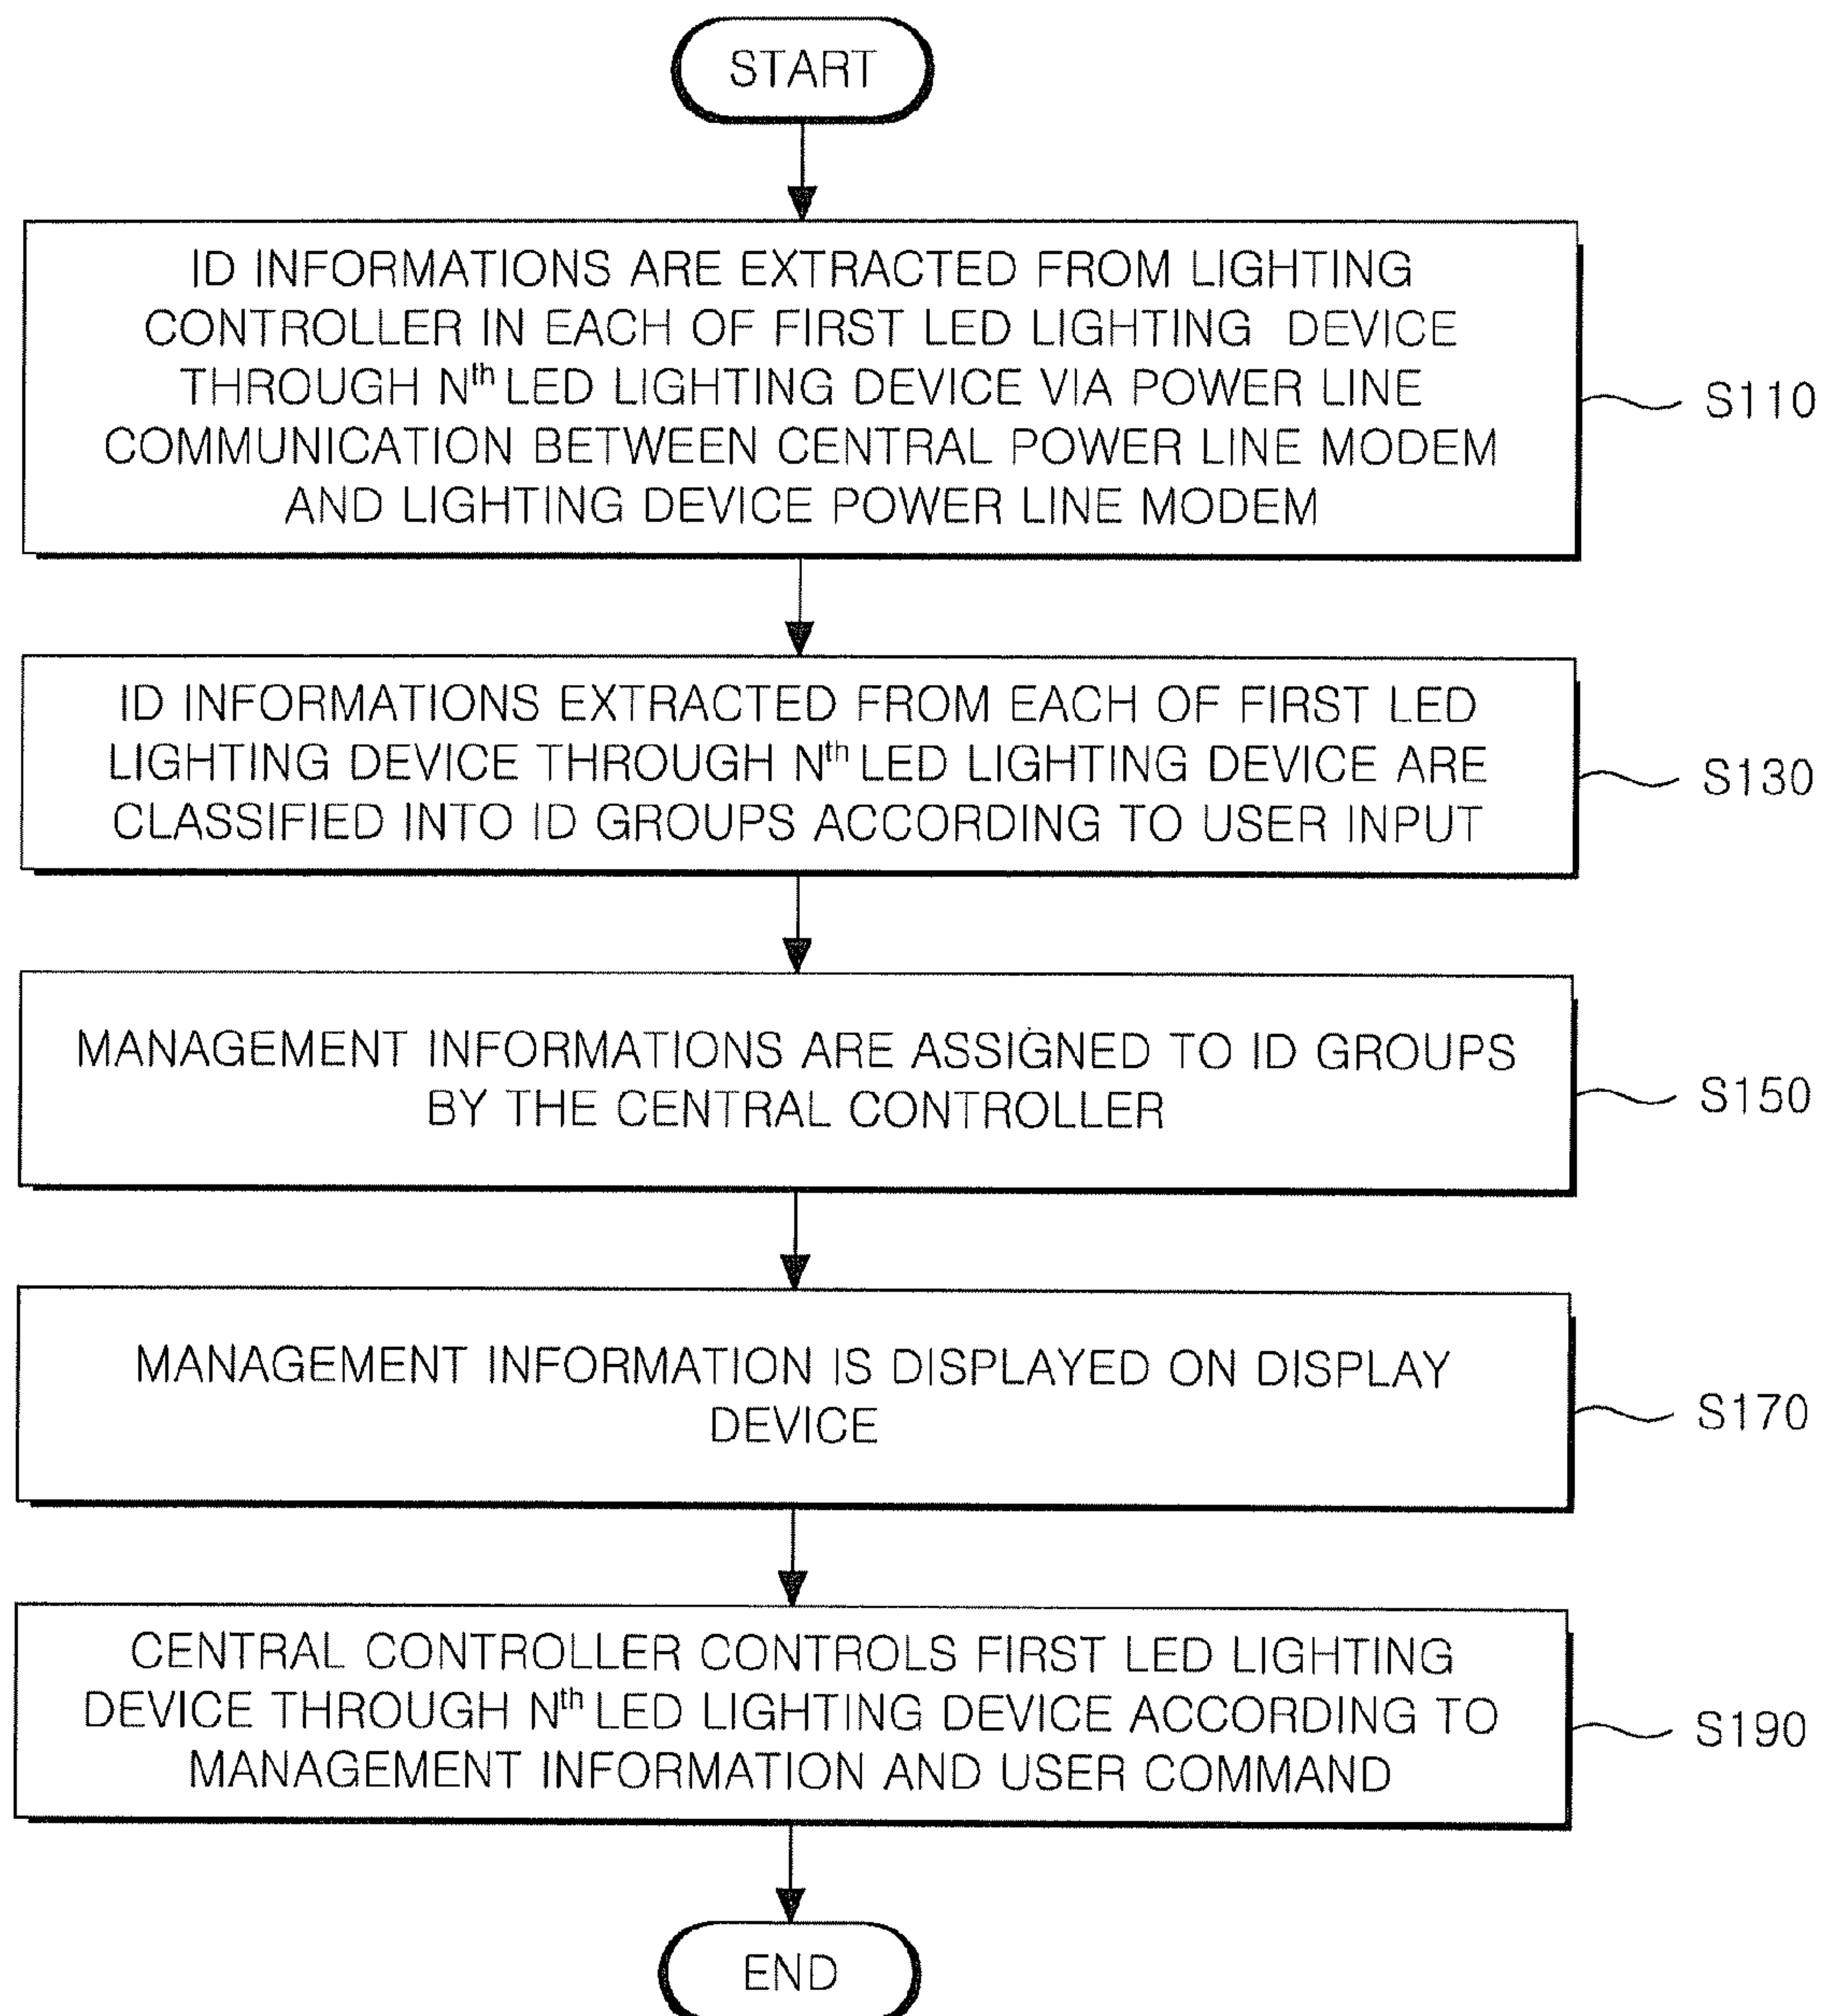 START
ID INFORMATIONS ARE EXTRACTED FROM LIGHTING
CONTROLLER IN EACH OF FIRST LED LIGHTING DEVICE
THROUGH Nth LED LIGHTING DEVICE VIA POWER LINE
COMMUNICATION BETWEEN CENTRAL POWER LINE MODEM
AND LIGHTING DEVICE POWER LINE MODEM
S110
ID INFORMATIONS EXTRACTED FROM EACH OF FIRST LED
LIGHTING DEVICE THROUGH Nth LED LIGHTING DEVICE ARE
CLASSIFIED INTO ID GROUPS ACCORDING TO USER INPUT
S130
MANAGEMENT INFORMATIONS ARE ASSIGNED TO ID GROUPS
BY THE CENTRAL CONTROLLER
S150
MANAGEMENT INFORMATION IS DISPLAYED ON DISPLAY
DEVICE
S170
CENTRAL CONTROLLER CONTROLS FIRST LED LIGHTING
DEVICE THROUGH Nth LED LIGHTING DEVICE ACCORDING TO
MANAGEMENT INFORMATION AND USER COMMAND
S190
END